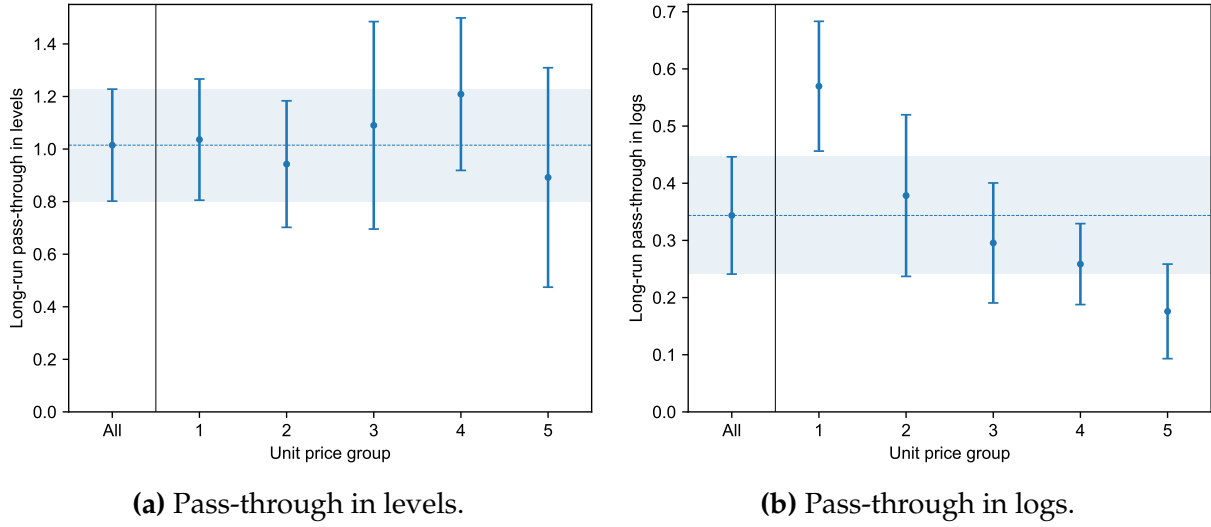 Long-run pass-through in levels
1.4
1.2
1.0
0.8
0.6
0.4
0.2
0.0
All 1 2 3 4 5
Unit price group
(a) Pass-through in levels.
Long-run pass-through in logs
0.7
0.6
0.5
0.4
0.3
0.2
0.1
0.0
All 1 2 3 4 5
Unit price group
(b) Pass-through in logs.